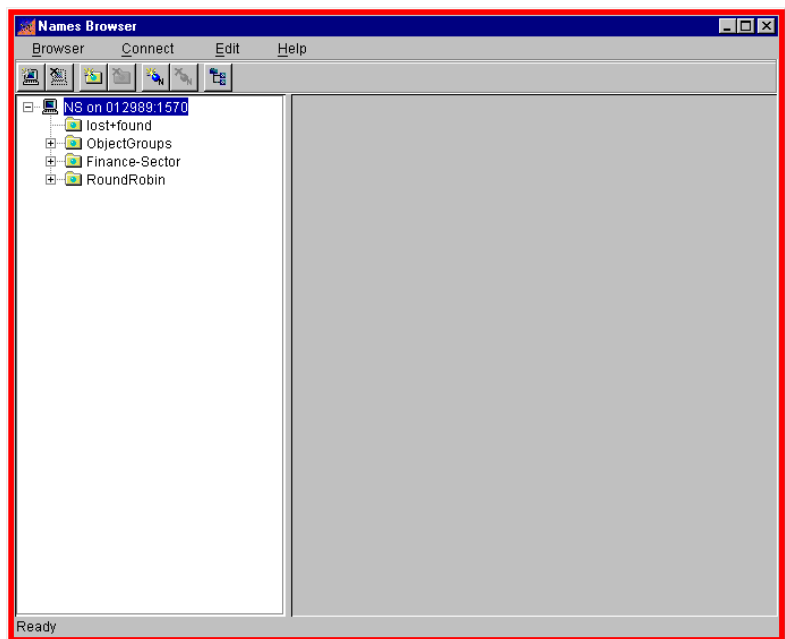 Names Browser
Browser Connect Edit Help
NS on 012989:1570
lost+found
ObjectGroups
Finance-Sector
RoundRobin
Ready